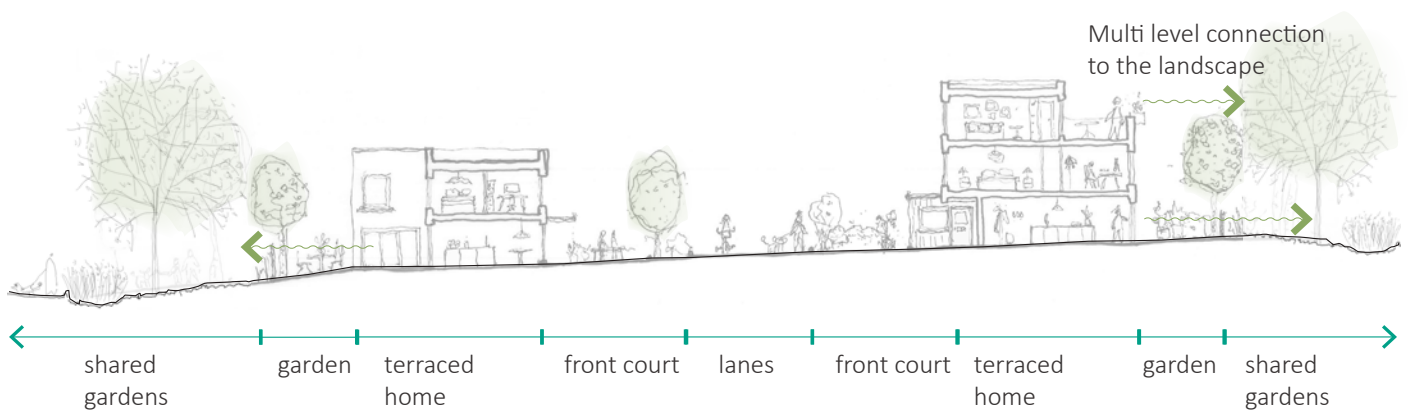 Multi level connection
to the landscape
shared
gardens
garden
terraced
home
front court
lanes
front court
terraced
home
garden
shared
gardens